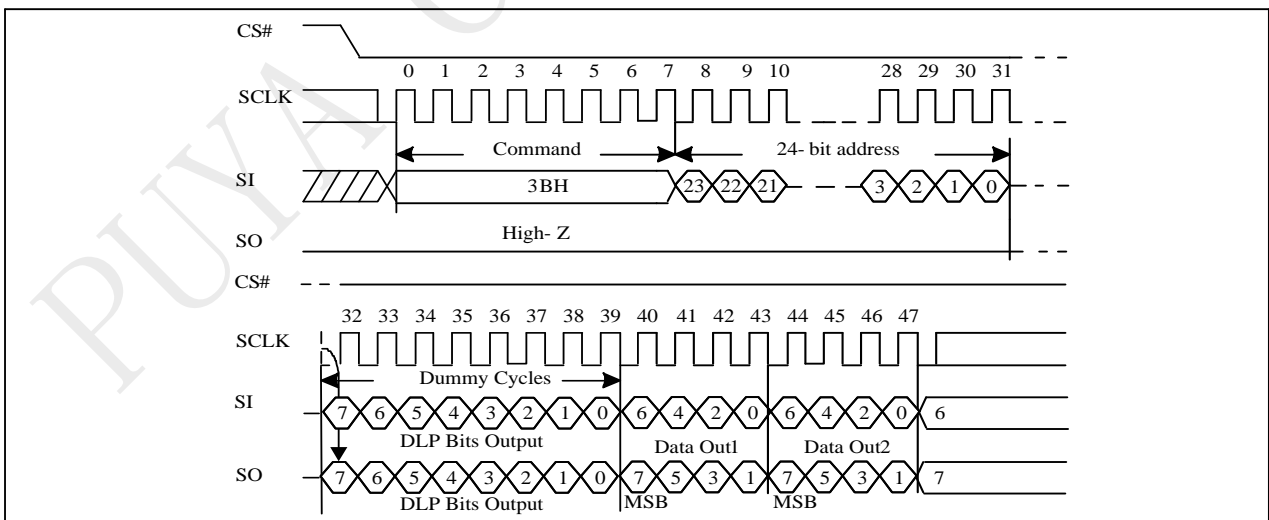 PUYA
CS#
0 1 2 3 4 5 6 7 8 9 10 28 29 30 31
SCLK
Command 24- bit address
SI 3BH 23 22 21 3 2 1 0
SO High- Z
CS#
32 33 34 35 36 37 38 39 40 41 42 43 44 45 46 47
SCLK
Dummy Cycles
SI 7 6 5 4 3 2 1 0 6 4 2 0 6 4 2 0 6
DLP Bits Output Data Out1 Data Out2
SO 7 6 5 4 3 2 1 0 7 5 3 1 7 5 3 1 7
DLP Bits Output MSB MSB